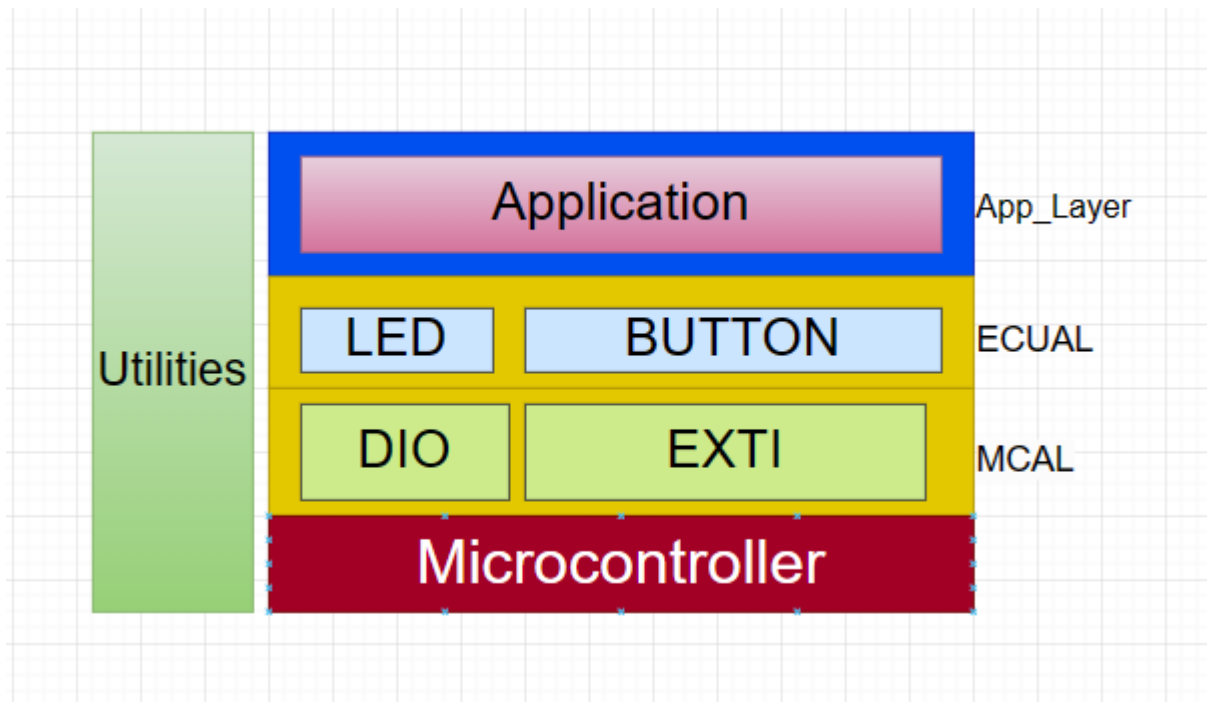 Application
App_Layer
LED
BUTTON
ECUAL
Utilities
DIO
EXTI
MCAL
Microcontroller